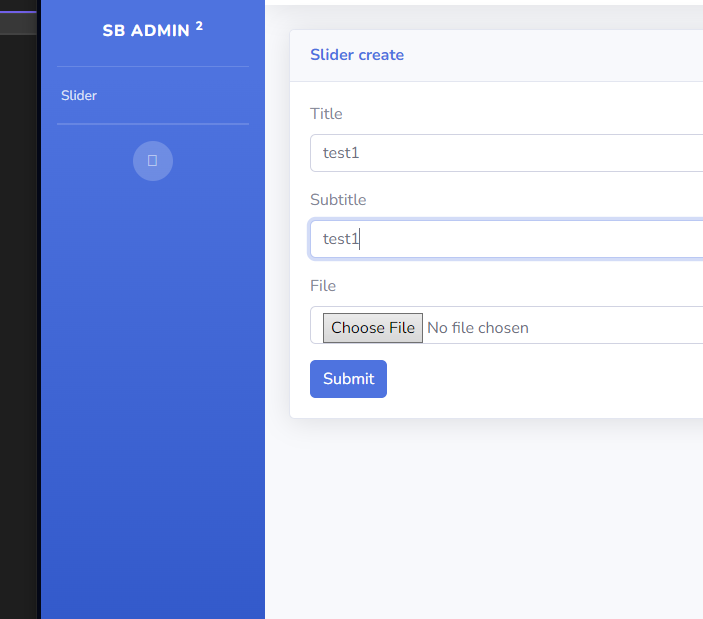 SB ADMIN 2
Slider
Slider create
Title
test1
Subtitle
test1
File
Choose File No file chosen
Submit